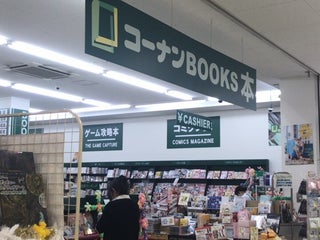 コーナンBOOKS 本
¥CASHIER!
コミック
COMICS MAGAZINE
ゲーム攻略本
THE GAME CAPTURE